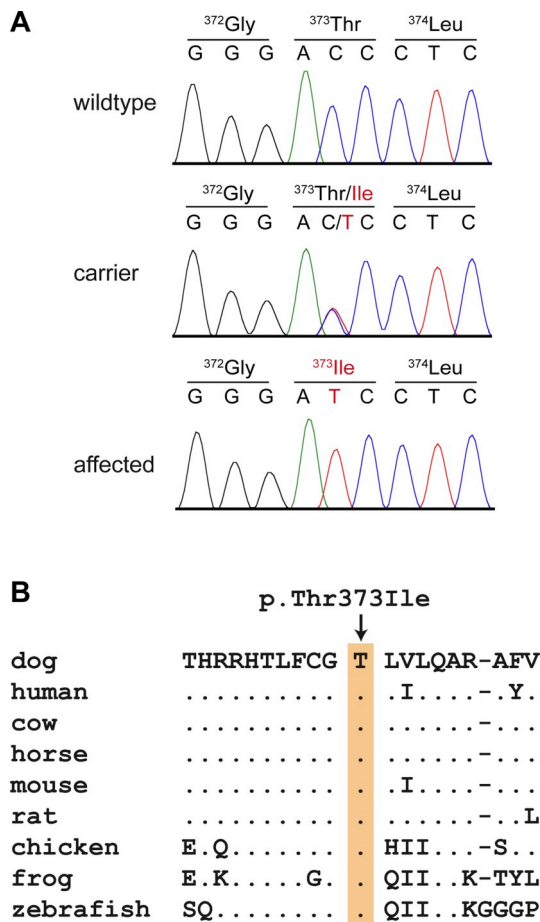 A
372Gly 373Thr 374Leu
G G G A C C C T C
wildtype
372Gly 373Thr/Ile 374Leu
G G G A C/T C C T C
carrier
372Gly 373Ile 374Leu
G G G A T C C T C
affected
B
p.Thr373Ile
dog THRRHTLFCG T LVLQAR-AFV
human .......... . .I....-.Y.
cow .......... . ......-...
horse .......... . ......-...
mouse .......... . .I....-...
rat .......... . ......-..L
chicken E.Q....... . HII...-S..
frog E.K.....G. . QII..K-TYL
zebrafish SQ........ . QII..KGGGP